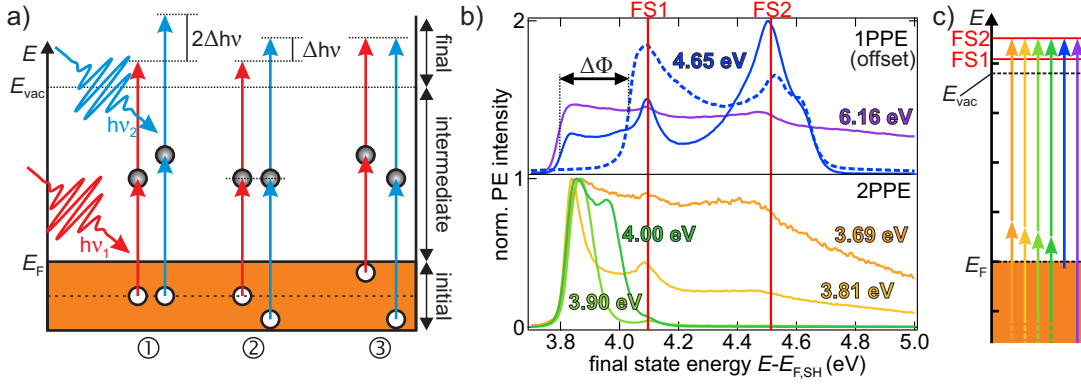 a)
E
E_vac
E_F
hν₂
hν₁
2Δhν
Δhν
final
intermediate
initial
①
②
③
b)
FS1
FS2
2
1PPE
(offset)
4.65 eV
ΔΦ
6.16 eV
norm. PE intensity
1
2PPE
4.00 eV
3.69 eV
3.90 eV
3.81 eV
0
3.8
4.0
4.2
4.4
4.6
4.8
5.0
final state energy E-E_F,SH (eV)
c)
E
FS2
FS1
E_vac
E_F